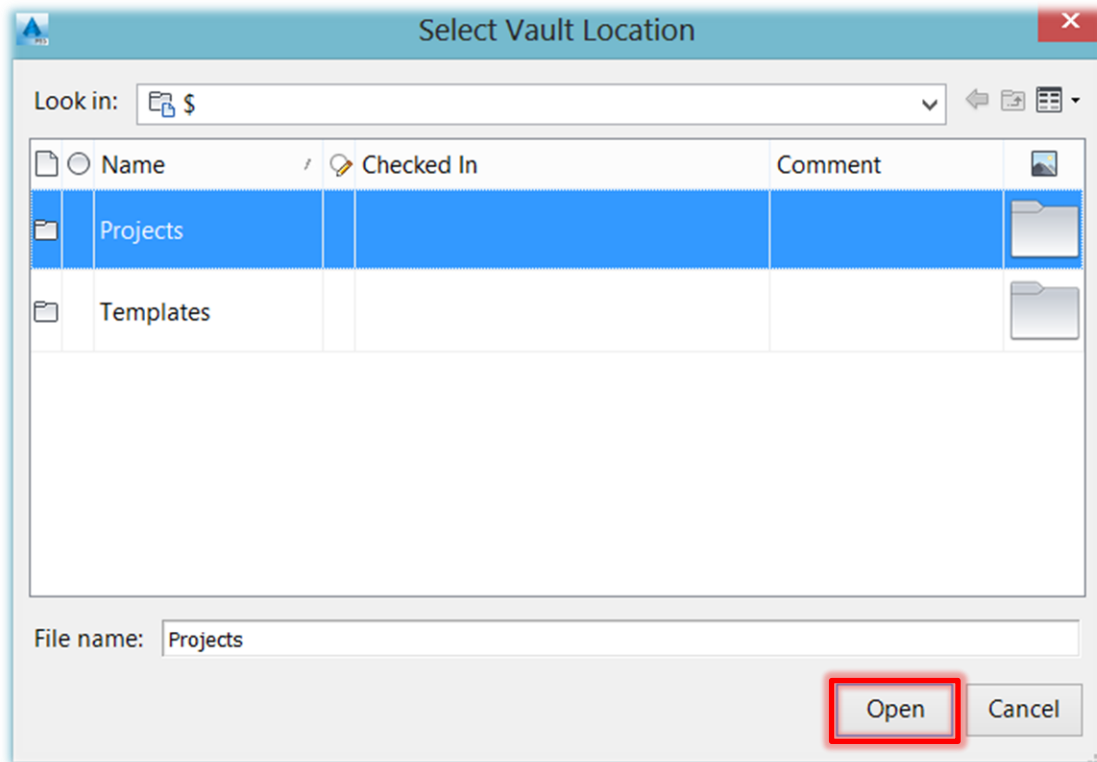 Select Vault Location
Look in: $
Name Checked In Comment
Projects
Templates
File name: Projects
Open Cancel